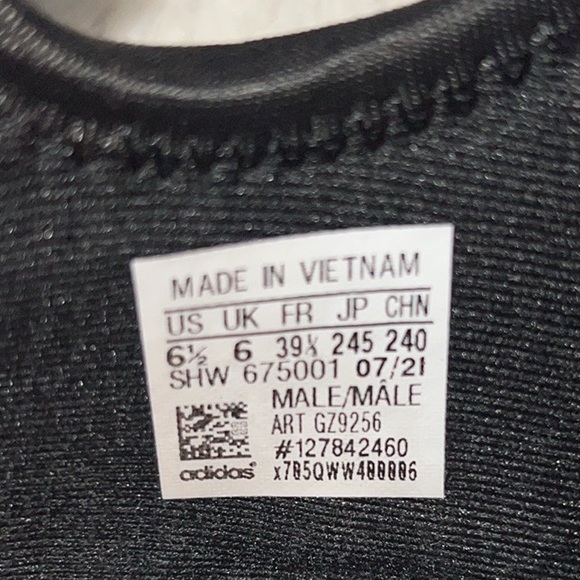 MADE IN VIETNAM
US UK FR JP CHN
6½ 6 39⅓ 245 240
SHW 675001 07/21
MALE/MÂLE
ART GZ9256
#127842460
adidas x705QWW400006